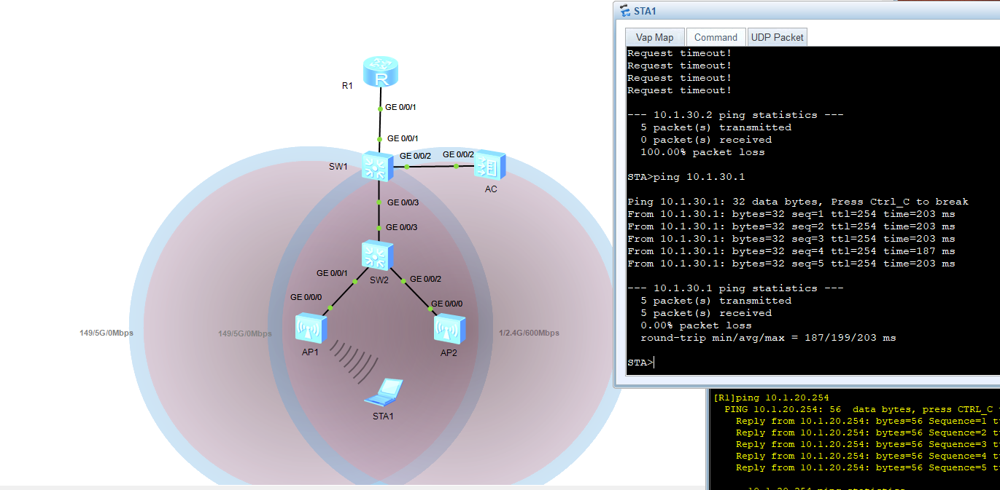 R
R1
GE 0/0/1
GE 0/0/1
SW1
GE 0/0/2
GE 0/0/2
AC
GE 0/0/3
GE 0/0/3
SW2
GE 0/0/1
GE 0/0/2
GE 0/0/0
GE 0/0/0
149/5G/0Mbps
149/5G/0Mbps
1/2.4G/600Mbps
AP1
AP2
STA1
STA1
Vap Map
Command
UDP Packet
Request timeout!
Request timeout!
Request timeout!
Request timeout!
--- 10.1.30.2 ping statistics ---
5 packet(s) transmitted
0 packet(s) received
100.00% packet loss
STA>ping 10.1.30.1
Ping 10.1.30.1: 32 data bytes, Press Ctrl_C to break
From 10.1.30.1: bytes=32 seq=1 ttl=254 time=203 ms
From 10.1.30.1: bytes=32 seq=2 ttl=254 time=203 ms
From 10.1.30.1: bytes=32 seq=3 ttl=254 time=203 ms
From 10.1.30.1: bytes=32 seq=4 ttl=254 time=187 ms
From 10.1.30.1: bytes=32 seq=5 ttl=254 time=203 ms
--- 10.1.30.1 ping statistics ---
5 packet(s) transmitted
5 packet(s) received
0.00% packet loss
round-trip min/avg/max = 187/199/203 ms
STA>
[R1]ping 10.1.20.254
PING 10.1.20.254: 56  data bytes, press CTRL_C
Reply from 10.1.20.254: bytes=56 Sequence=1
Reply from 10.1.20.254: bytes=56 Sequence=2
Reply from 10.1.20.254: bytes=56 Sequence=3
Reply from 10.1.20.254: bytes=56 Sequence=4
Reply from 10.1.20.254: bytes=56 Sequence=5